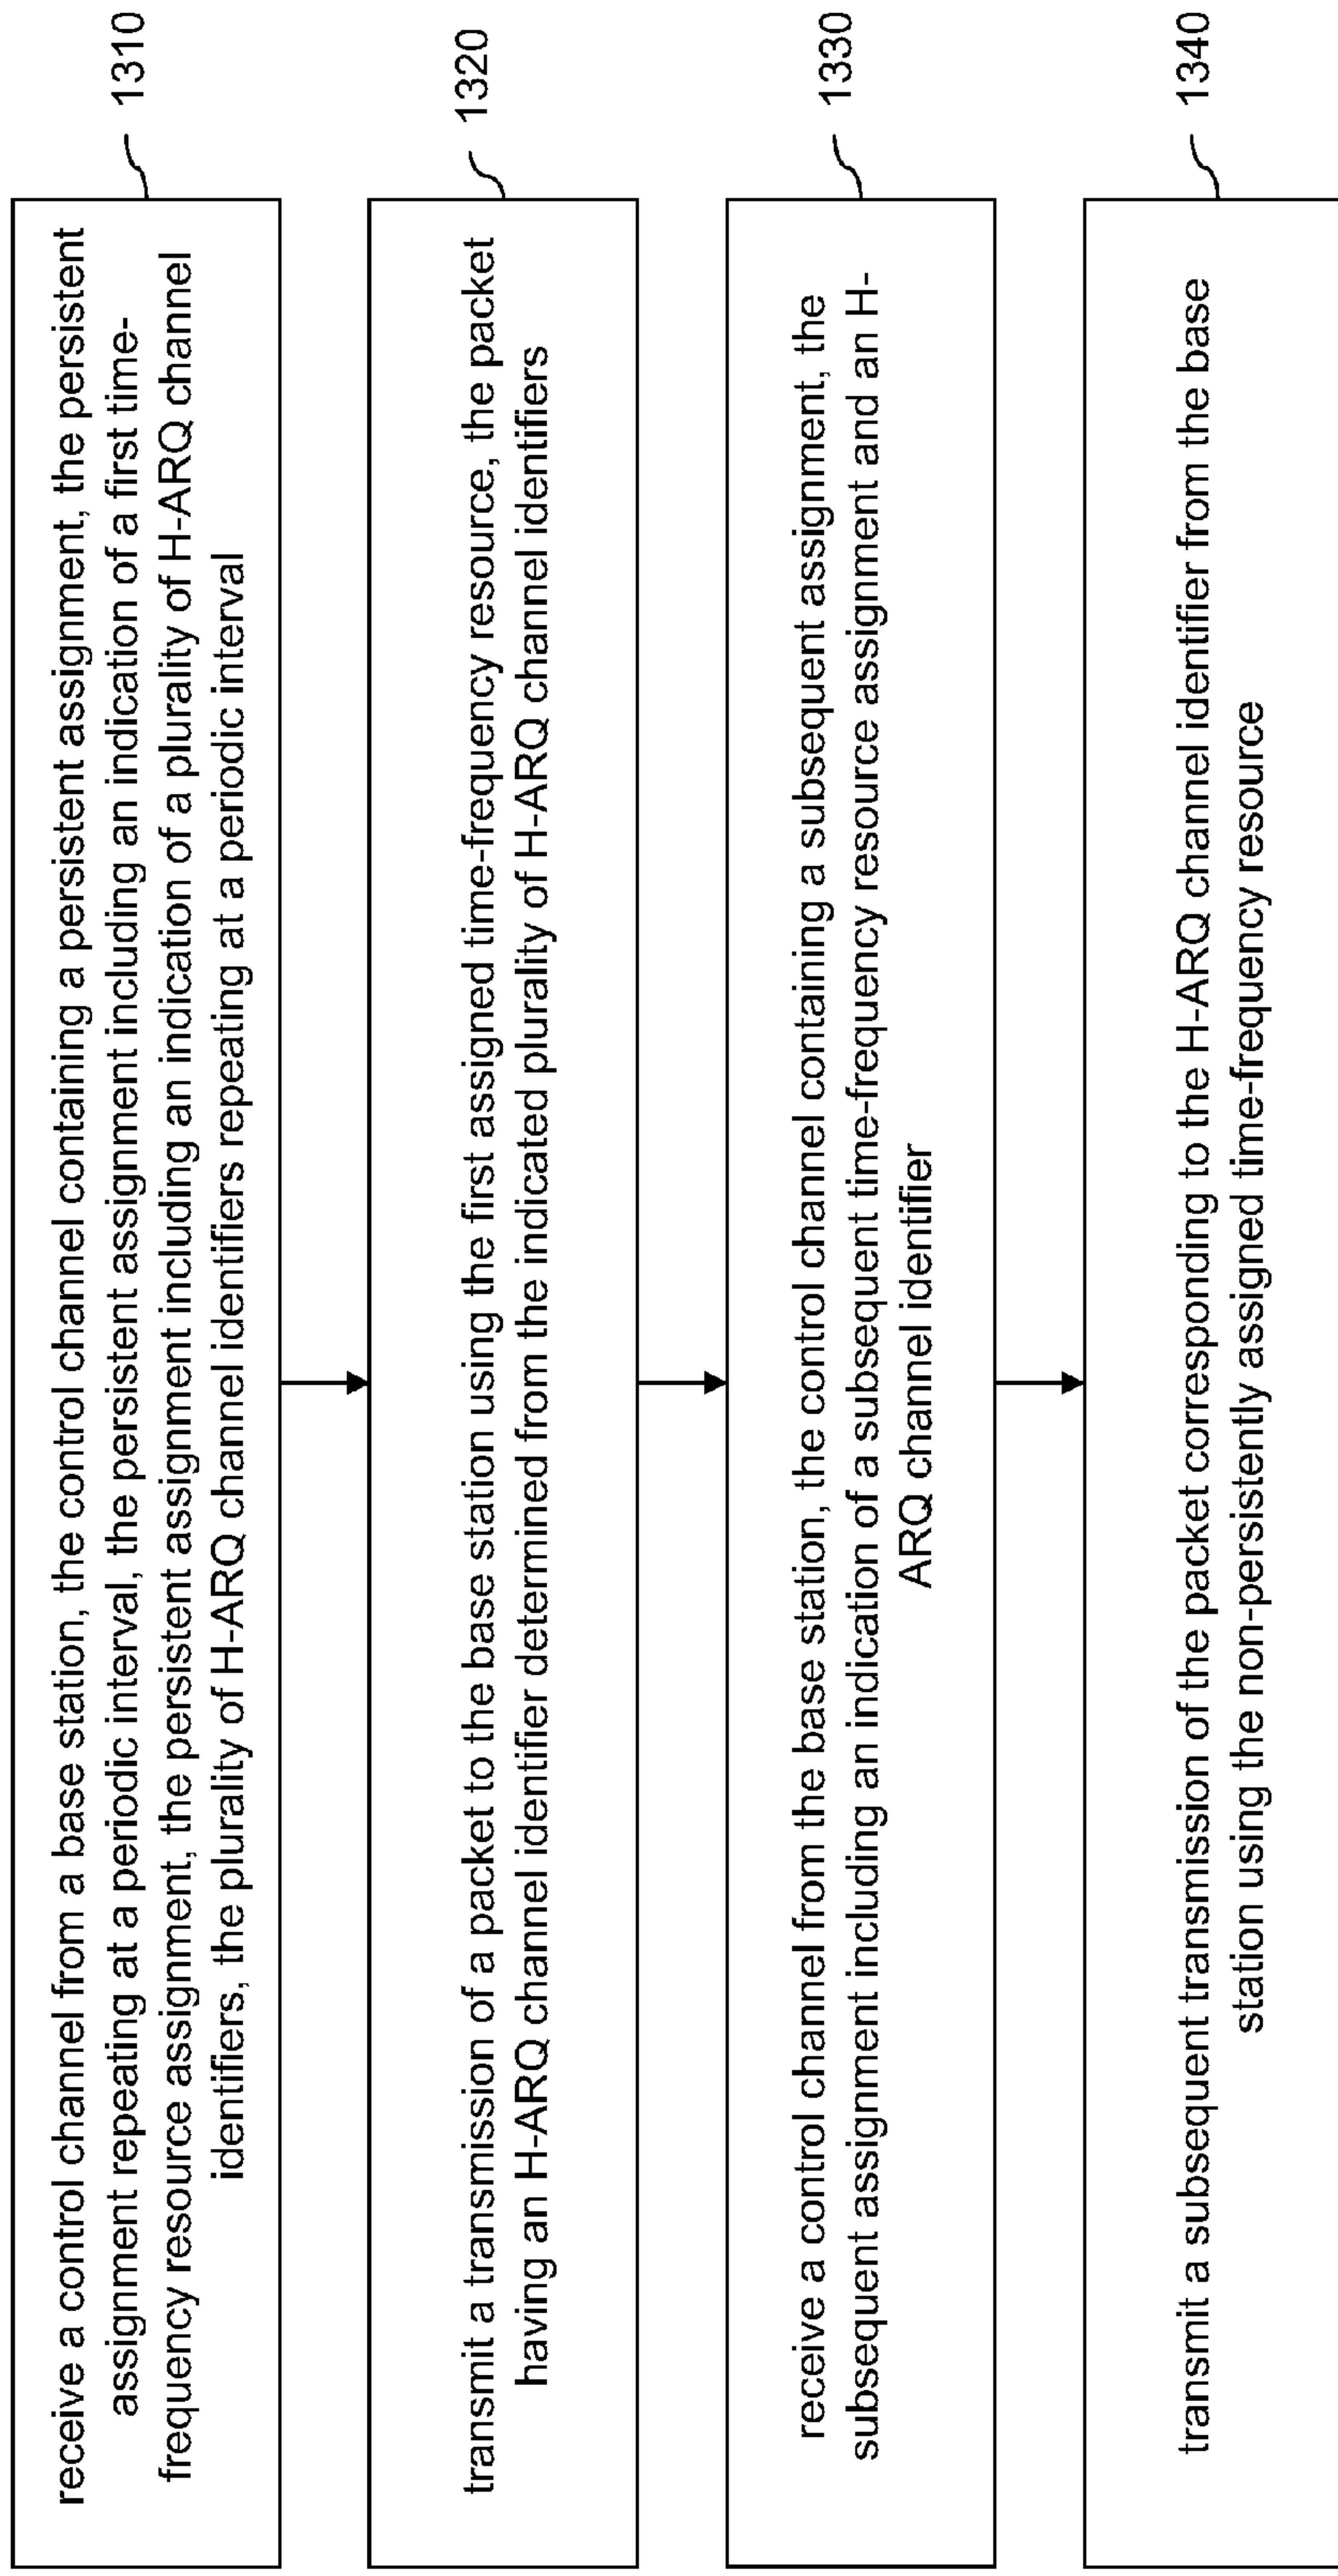 receive a control channel from a base station, the control channel containing a persistent assignment, the persistent
assignment repeating at a periodic interval, the persistent assignment including an indication of a first time-
frequency resource assignment, the persistent assignment including an indication of a plurality of H-ARQ channel
identifiers, the plurality of H-ARQ channel identifiers repeating at a periodic interval
1310
transmit a transmission of a packet to the base station using the first assigned time-frequency resource, the packet
having an H-ARQ channel identifier determined from the indicated plurality of H-ARQ channel identifiers
1320
receive a control channel from the base station, the control channel containing a subsequent assignment, the
subsequent assignment including an indication of a subsequent time-frequency resource assignment and an H-
ARQ channel identifier
1330
transmit a subsequent transmission of the packet corresponding to the H-ARQ channel identifier from the base
station using the non-persistently assigned time-frequency resource
1340